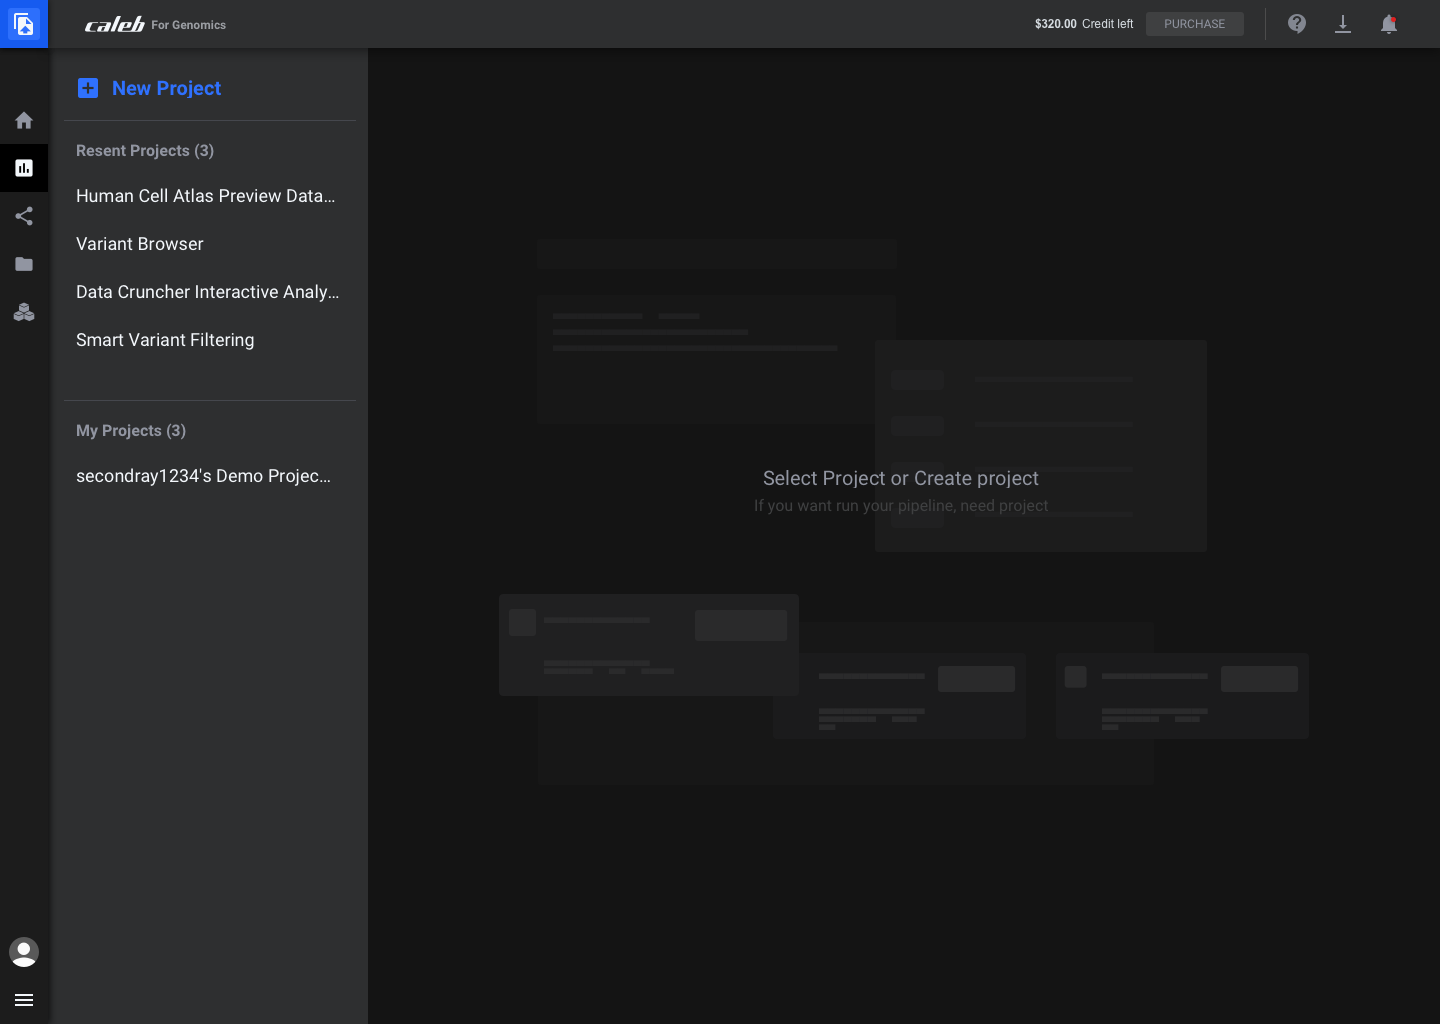 caleb For Genomics
$320.00 Credit left
PURCHASE
New Project
Resent Projects (3)
Human Cell Atlas Preview Data...
Variant Browser
Data Cruncher Interactive Analy...
Smart Variant Filtering
My Projects (3)
secondray1234's Demo Projec...
Select Project or Create project
If you want run your pipeline, need project